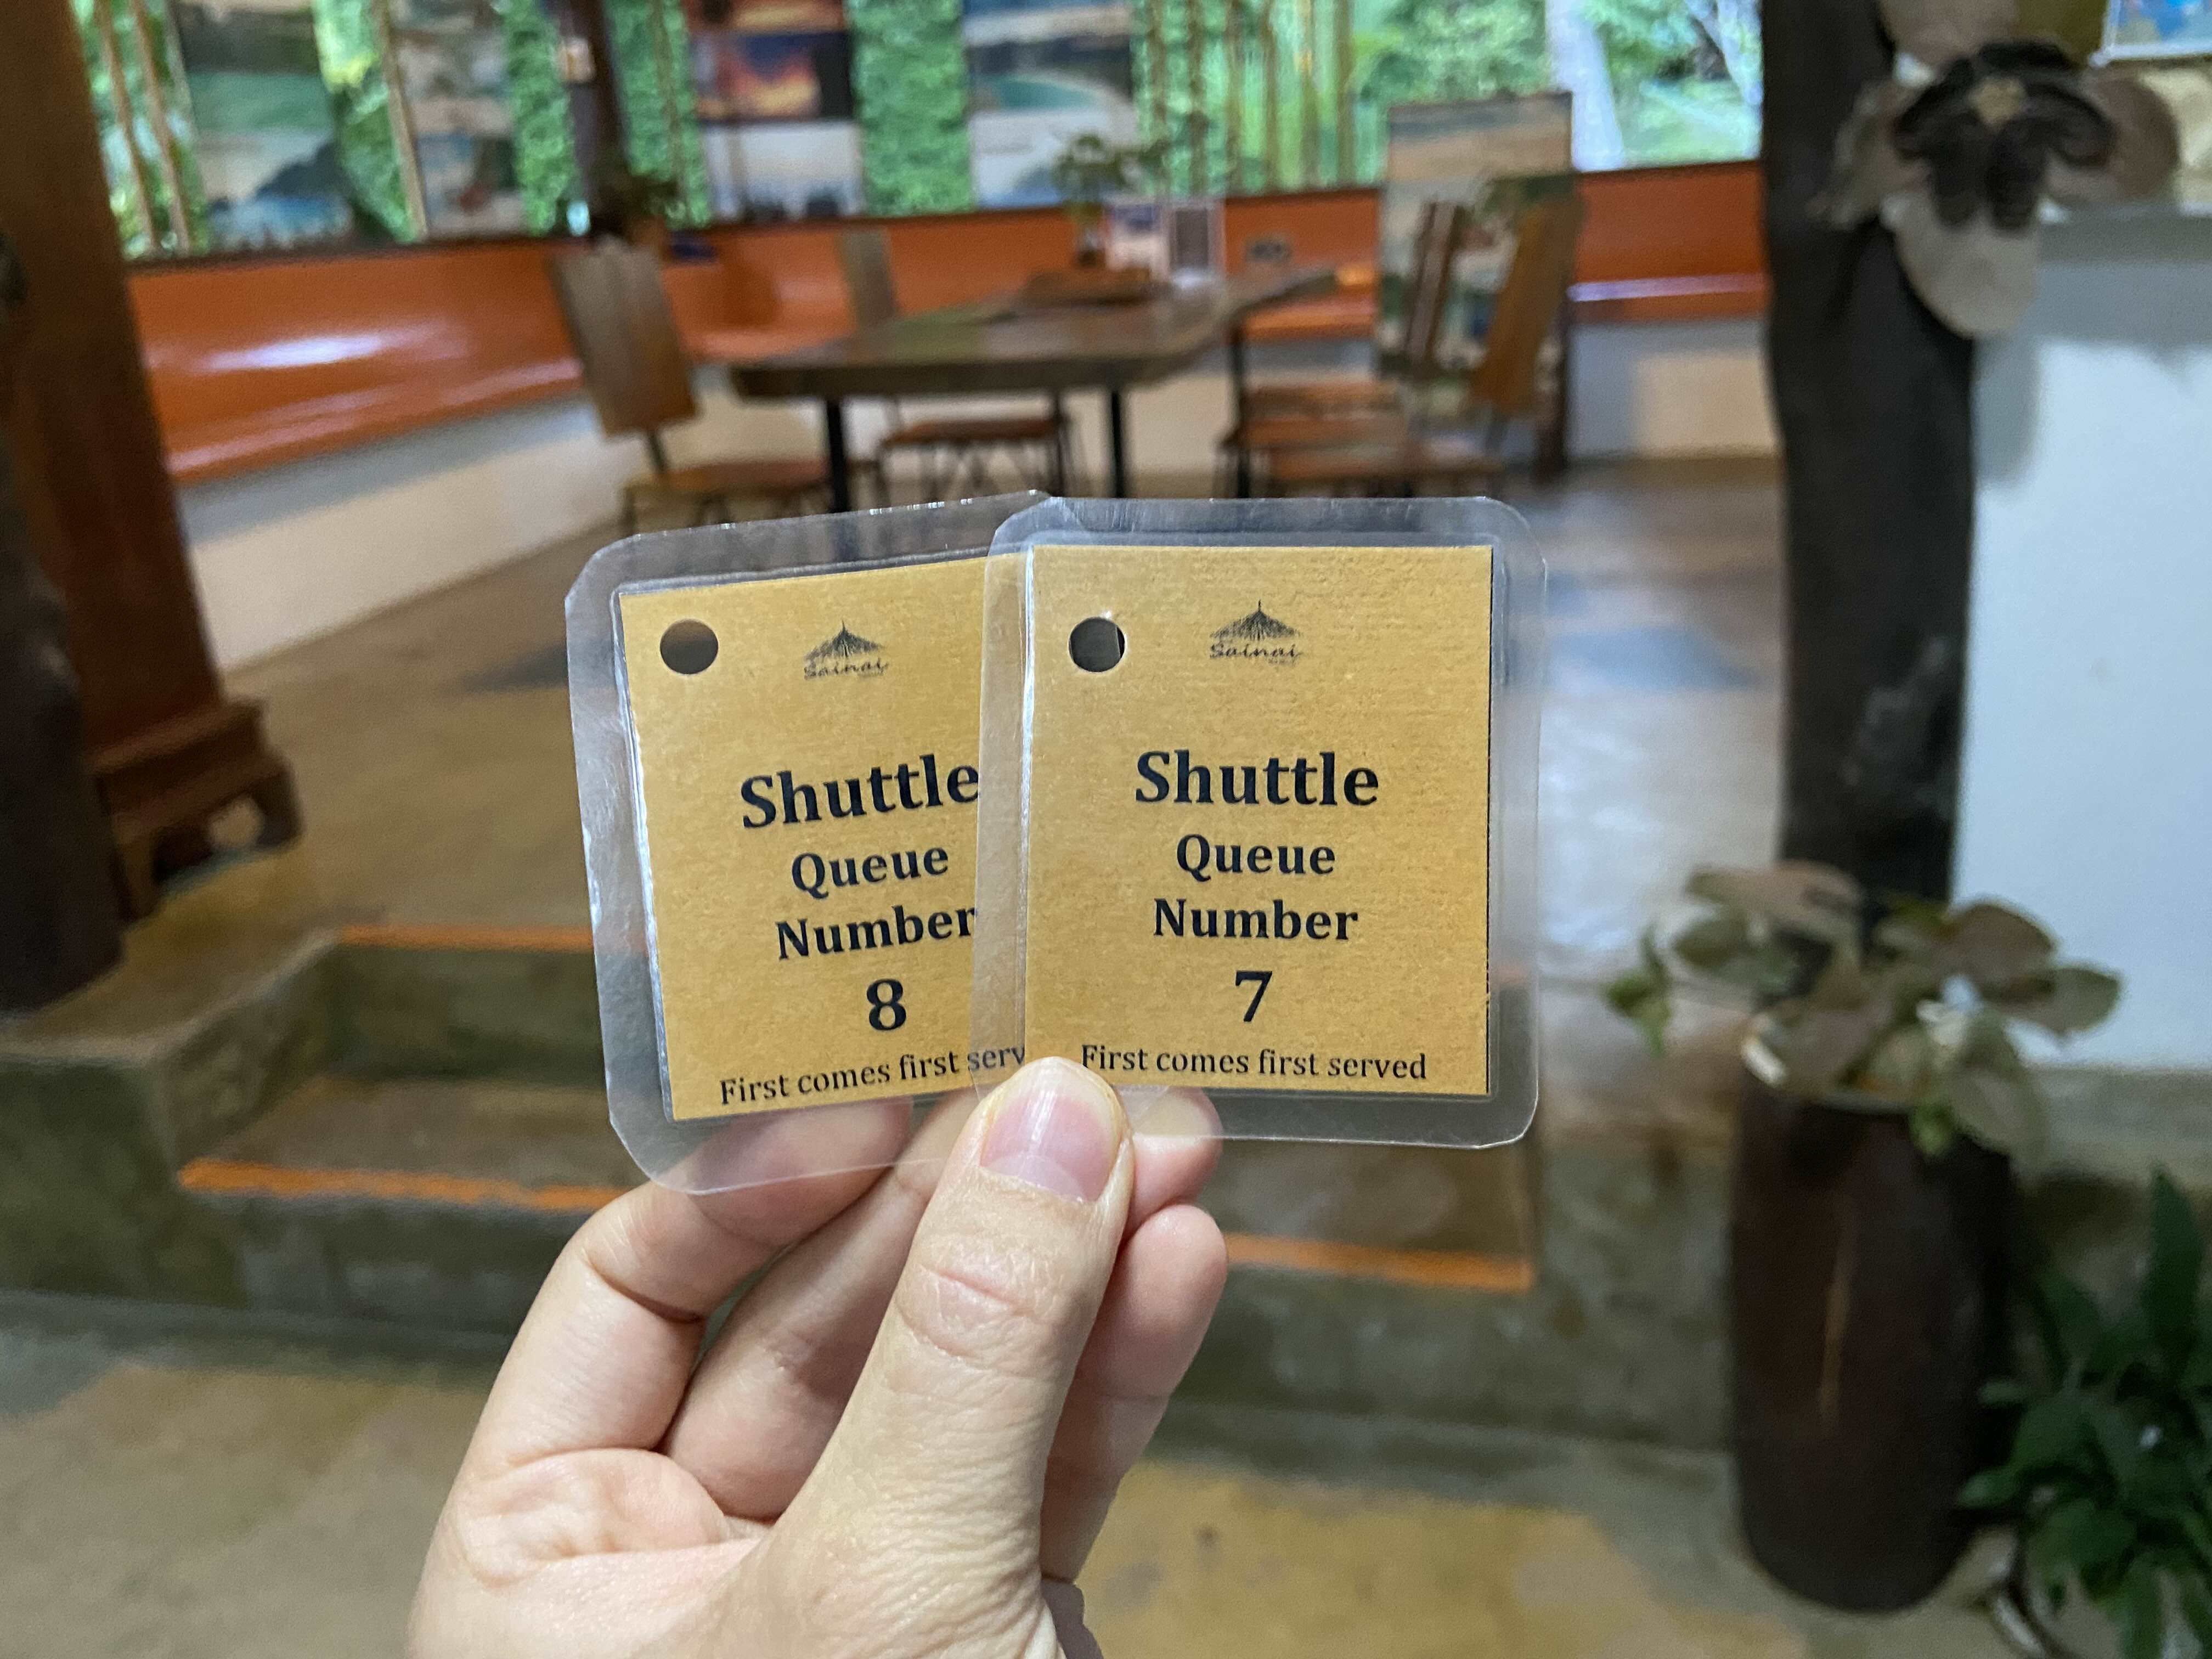 Sainai
Shuttle
Queue
Number
8
First comes first serv
Sainai
Shuttle
Queue
Number
7
First comes first served